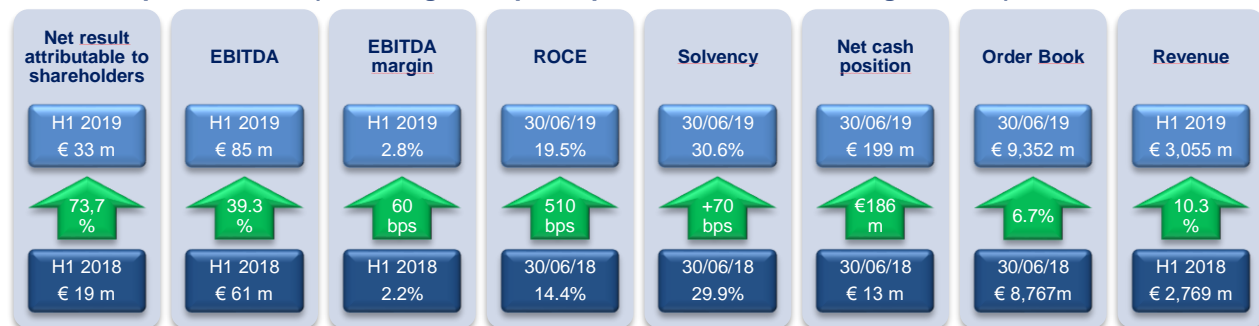 Net result
attributable to
shareholders
H1 2019
€ 33 m
73,7
%
H1 2018
€ 19 m
EBITDA
H1 2019
€ 85 m
39.3
%
H1 2018
€ 61 m
EBITDA
margin
H1 2019
2.8%
60
bps
H1 2018
2.2%
ROCE
30/06/19
19.5%
510
bps
30/06/18
14.4%
Solvency
30/06/19
30.6%
+70
bps
30/06/18
29.9%
Net cash
position
30/06/19
€ 199 m
€186
m
30/06/18
€ 13 m
Order Book
30/06/19
€ 9,352 m
6.7%
30/06/18
€ 8,767m
Revenue
H1 2019
€ 3,055 m
10.3
%
H1 2018
€ 2,769 m